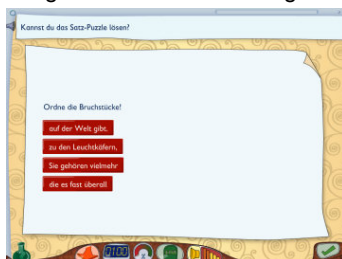 Kannst du das Satz-Puzzle lösen?
Ordne die Bruchstücke!
auf der Welt gibt.
zu den Leuchtkäfern,
Sie gehören vielmehr
die es fast überall